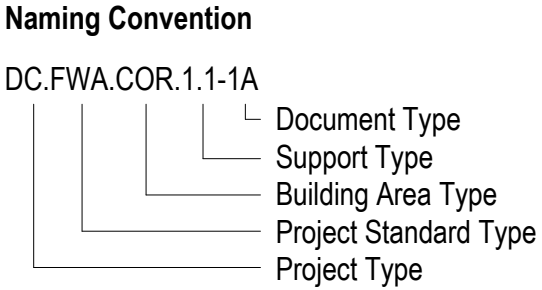 Naming Convention
DC.FWA.COR.1.1-1A
Document Type
Support Type
Building Area Type
Project Standard Type
Project Type